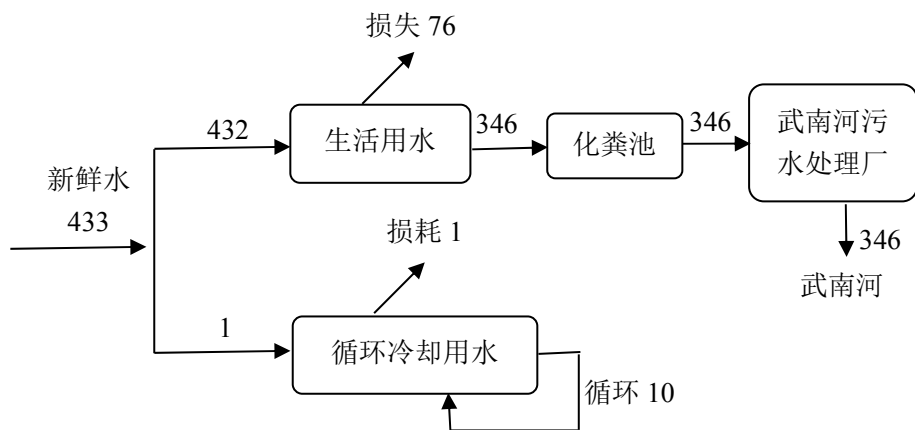 损失 76
432
生活用水
346
化粪池
346
武南河污
水处理厂
新鲜水
433
损耗 1
346
武南河
1
循环冷却用水
循环 10